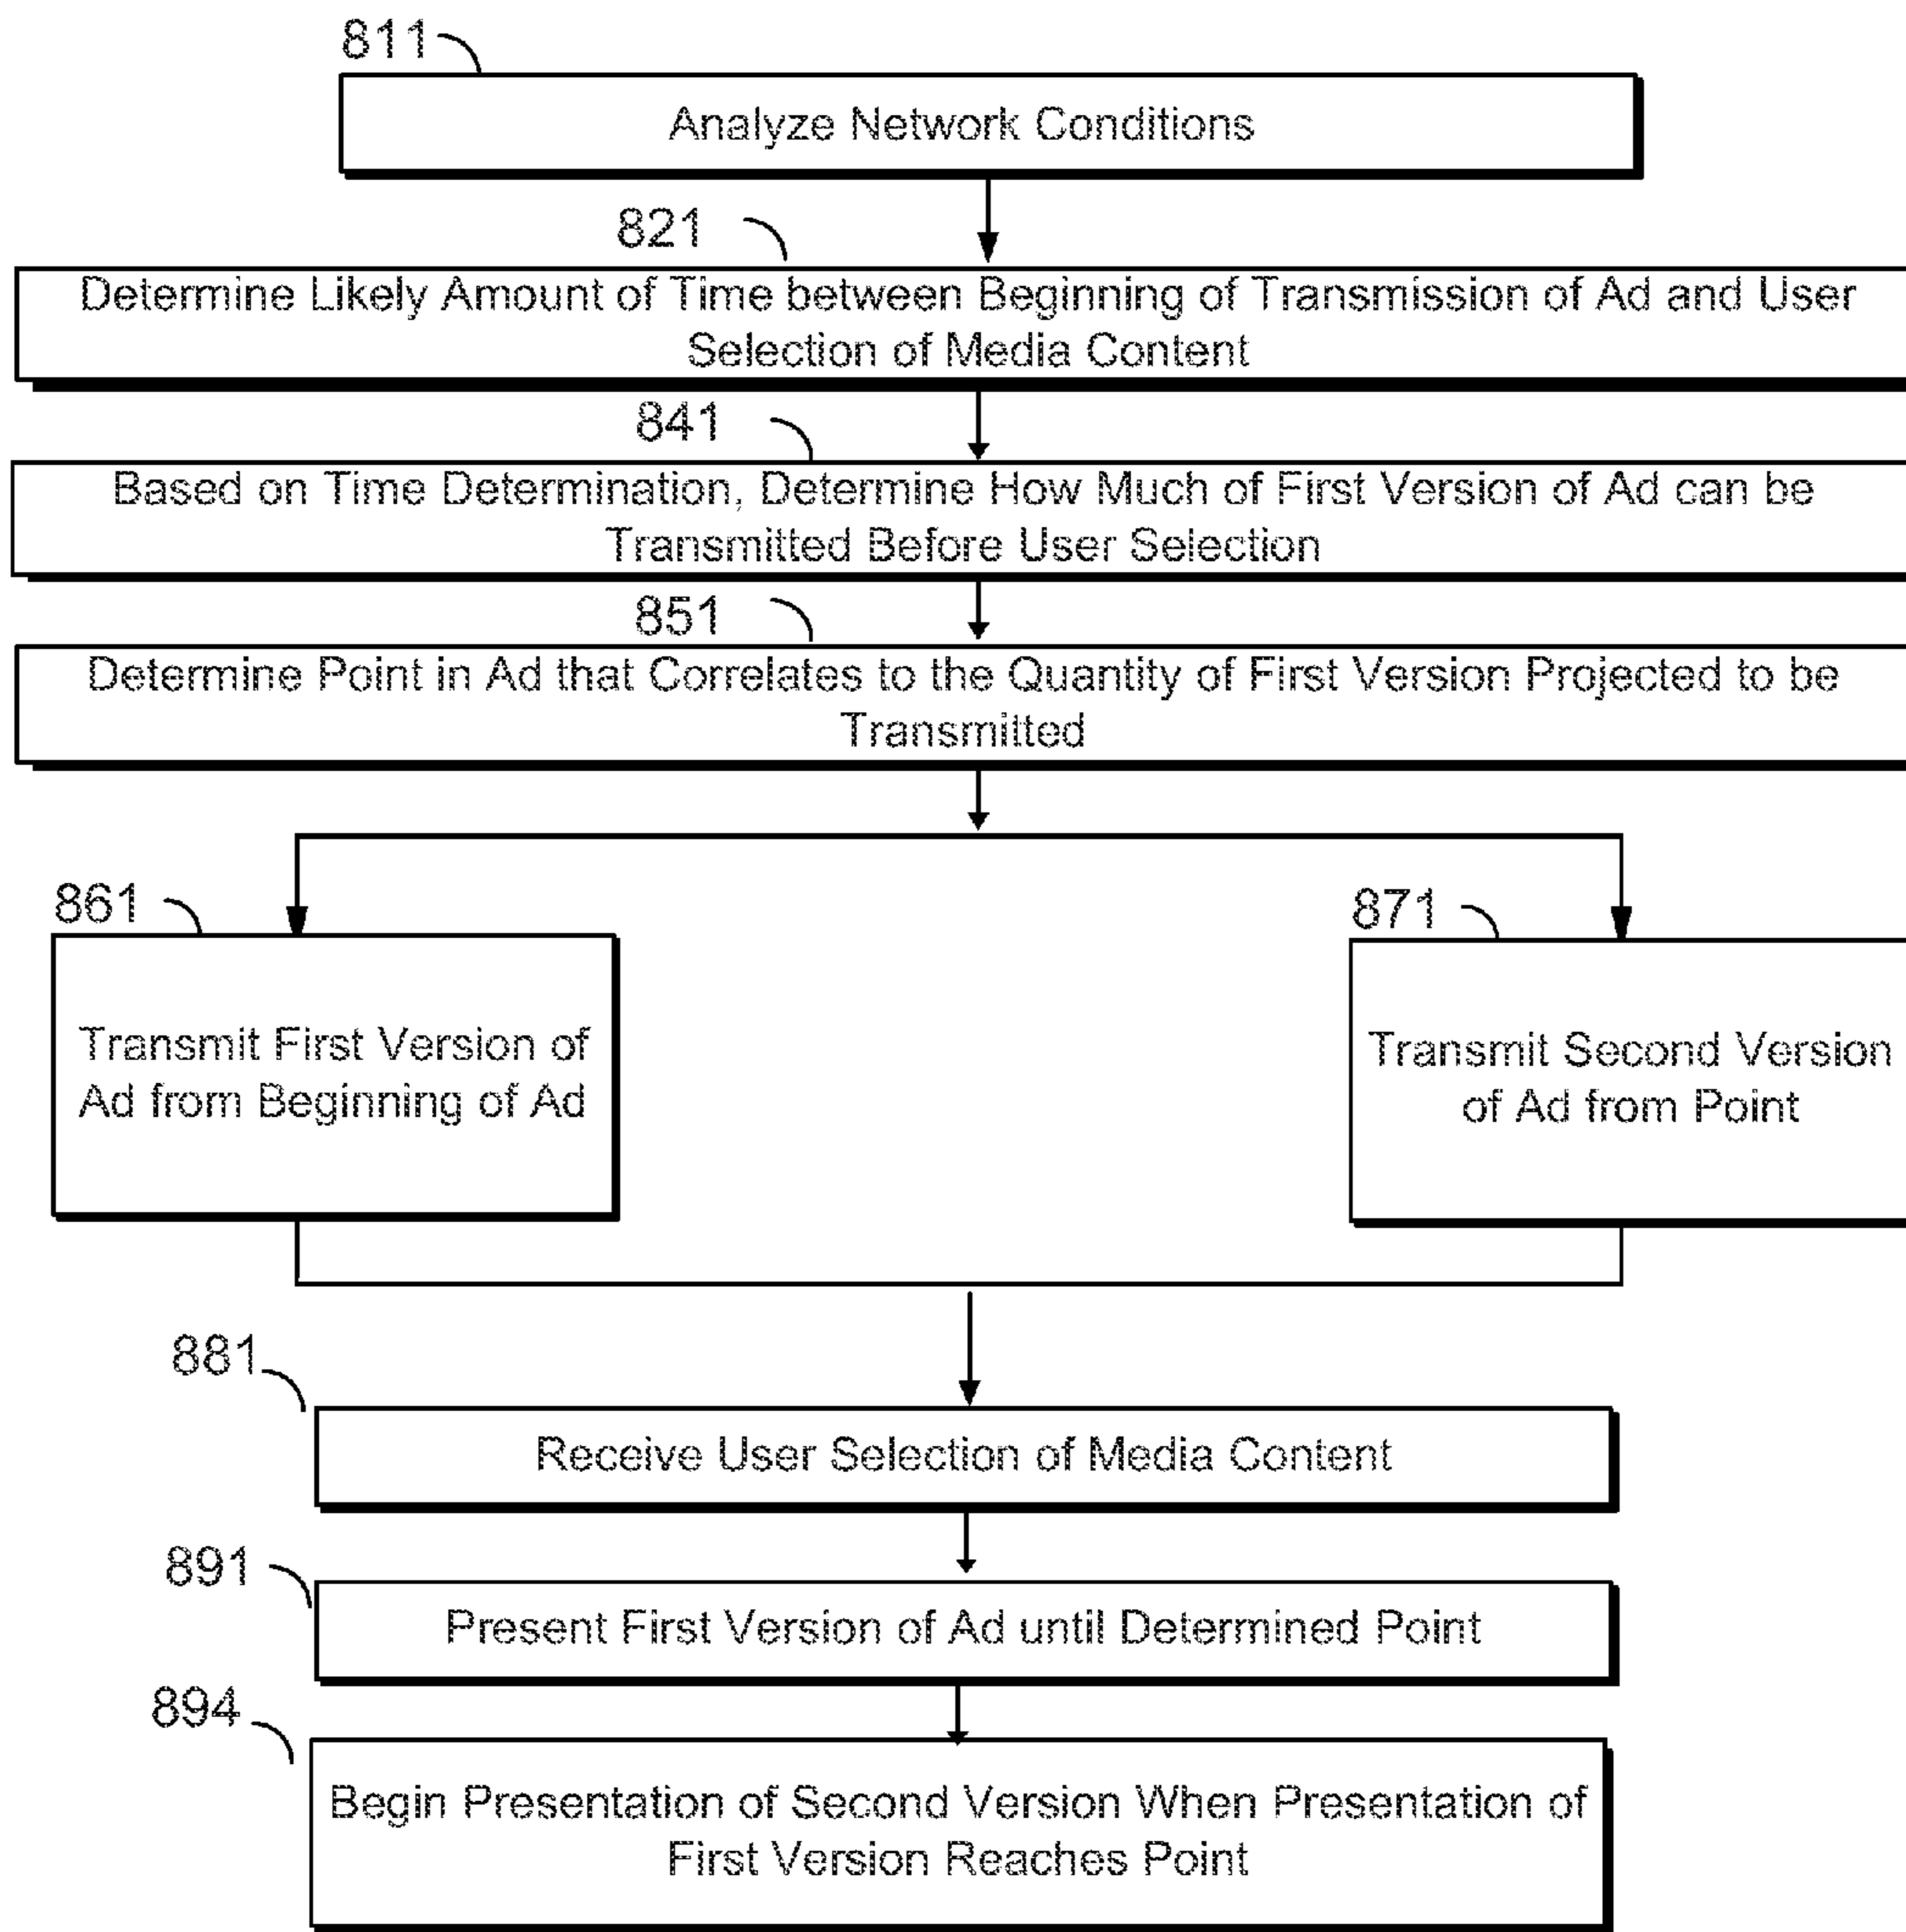 811
Analyze Network Conditions
821
Determine Likely Amount of Time between Beginning of Transmission of Ad and User
Selection of Media Content
841
Based on Time Determination, Determine How Much of First Version of Ad can be
Transmitted Before User Selection
851
Determine Point in Ad that Correlates to the Quantity of First Version Projected to be
Transmitted
861
Transmit First Version of
Ad from Beginning of Ad
871
Transmit Second Version
of Ad from Point
881
Receive User Selection of Media Content
891
Present First Version of Ad until Determined Point
894
Begin Presentation of Second Version When Presentation of
First Version Reaches Point